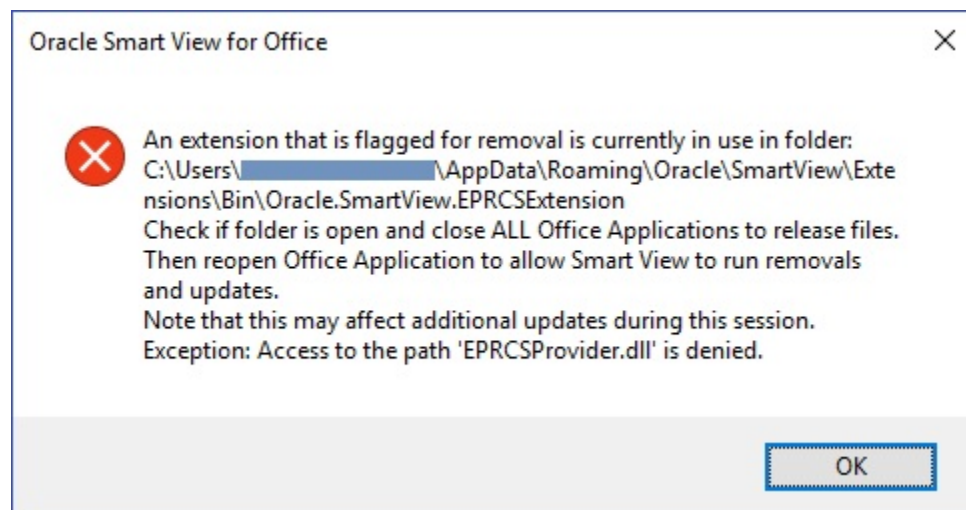 Oracle Smart View for Office
An extension that is flagged for removal is currently in use in folder:
C:\Users\ \AppData\Roaming\Oracle\SmartView\Exte
nsions\Bin\Oracle.SmartView.EPRCSExtension
Check if folder is open and close ALL Office Applications to release files.
Then reopen Office Application to allow Smart View to run removals
and updates.
Note that this may affect additional updates during this session.
Exception: Access to the path 'EPRCSProvider.dll' is denied.
OK